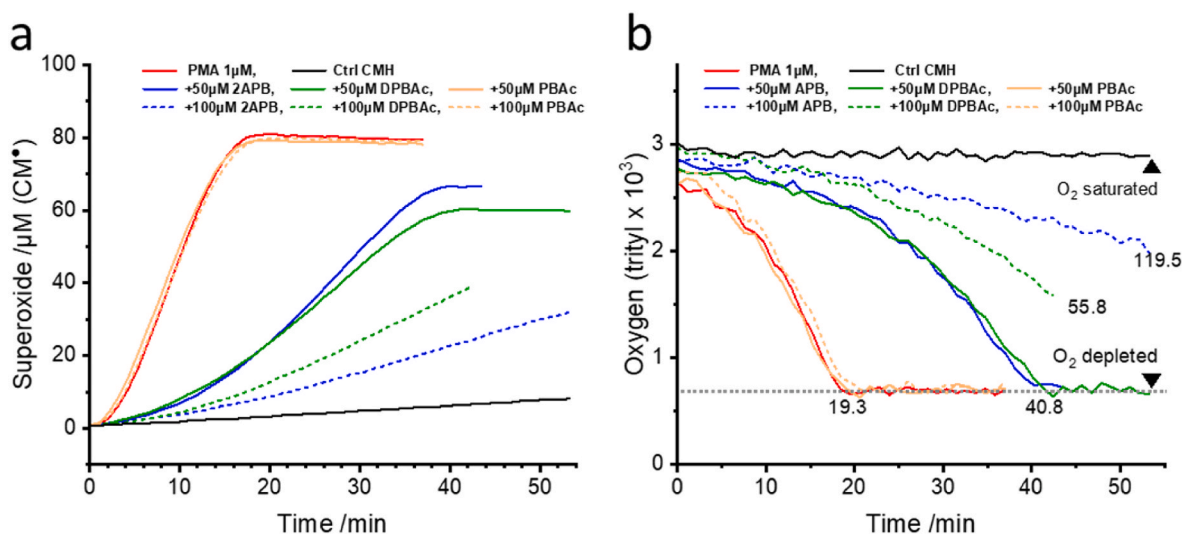 a
100
80
60
40
20
0
Superoxide /µM (CM•)
0 10 20 30 40 50
Time /min
PMA 1µM, Ctrl CMH
+50µM 2APB, +50µM DPBAc, +50µM PBAc
+100µM 2APB, +100µM DPBAc, +100µM PBAc
b
3
2
1
0
Oxygen (trityl x 10³)
0 10 20 30 40 50
Time /min
PMA 1µM, Ctrl CMH
+50µM APB, +50µM DPBAc, +50µM PBAc
+100µM APB, +100µM DPBAc, +100µM PBAc
O₂ saturated
119.5
55.8
O₂ depleted
19.3
40.8